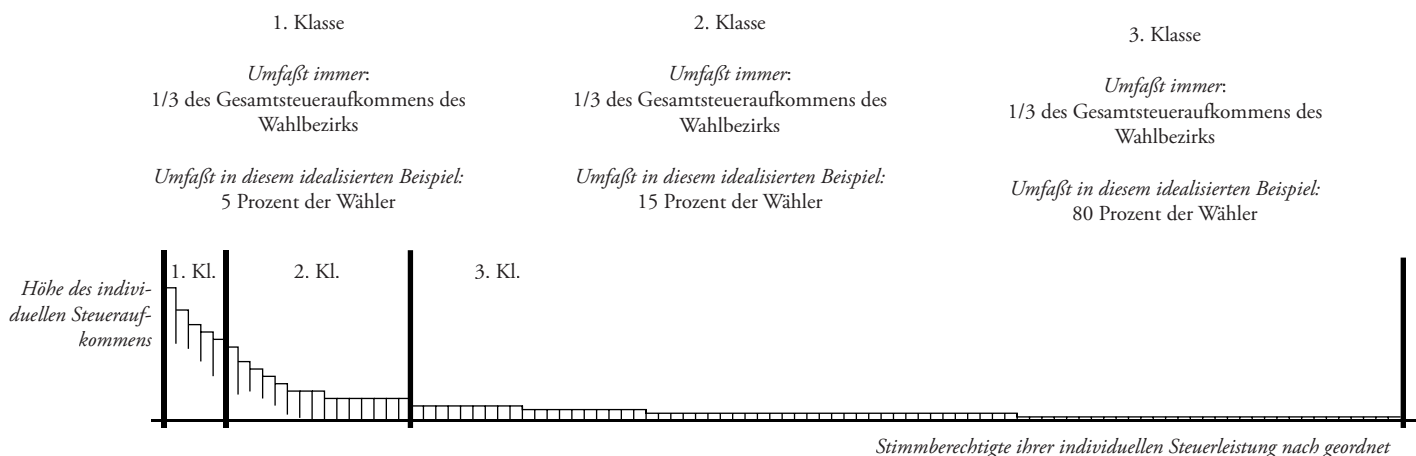 1. Klasse
Umfaßt immer:
1/3 des Gesamtsteueraufkommens des
Wahlbezirks
Umfaßt in diesem idealisierten Beispiel:
5 Prozent der Wähler
2. Klasse
Umfaßt immer:
1/3 des Gesamtsteueraufkommens des
Wahlbezirks
Umfaßt in diesem idealisierten Beispiel:
15 Prozent der Wähler
3. Klasse
Umfaßt immer:
1/3 des Gesamtsteueraufkommens des
Wahlbezirks
Umfaßt in diesem idealisierten Beispiel:
80 Prozent der Wähler
1. Kl.
2. Kl.
3. Kl.
Höhe des indivi-
duellen Steuerauf-
kommens
Stimmberechtigte ihrer individuellen Steuerleistung nach geordnet